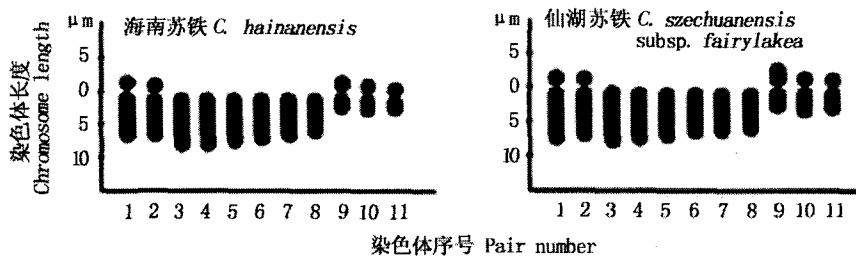 μm 海南苏铁 C. hainanensis
5
0
5
10
1 2 3 4 5 6 7 8 9 10 11
μm 仙湖苏铁 C. szechuanensis
subsp. fairylakea
5
0
5
10
1 2 3 4 5 6 7 8 9 10 11
染色体长度
Chromosome length
染色体序号 Pair number